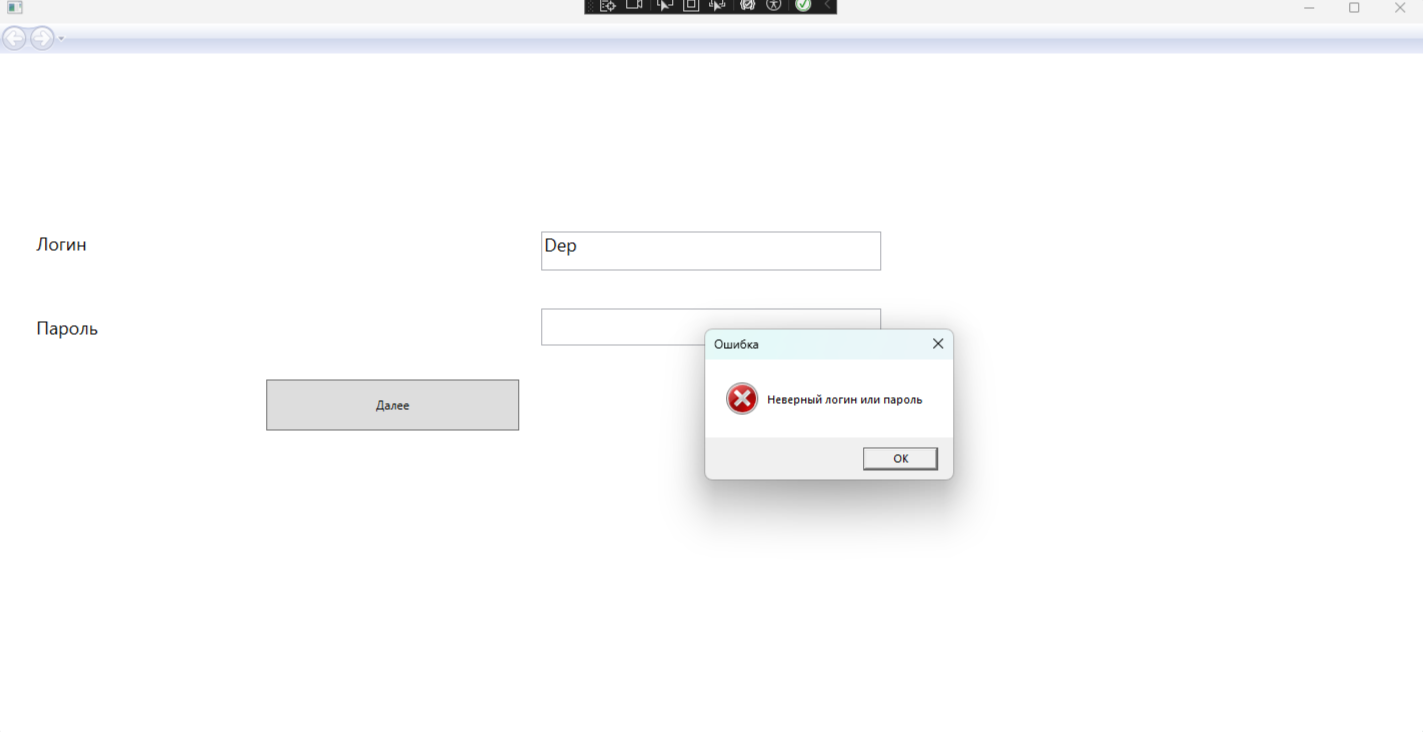 Логин
Dep
Пароль
Ошибка
Неверный логин или пароль
Далее
OK